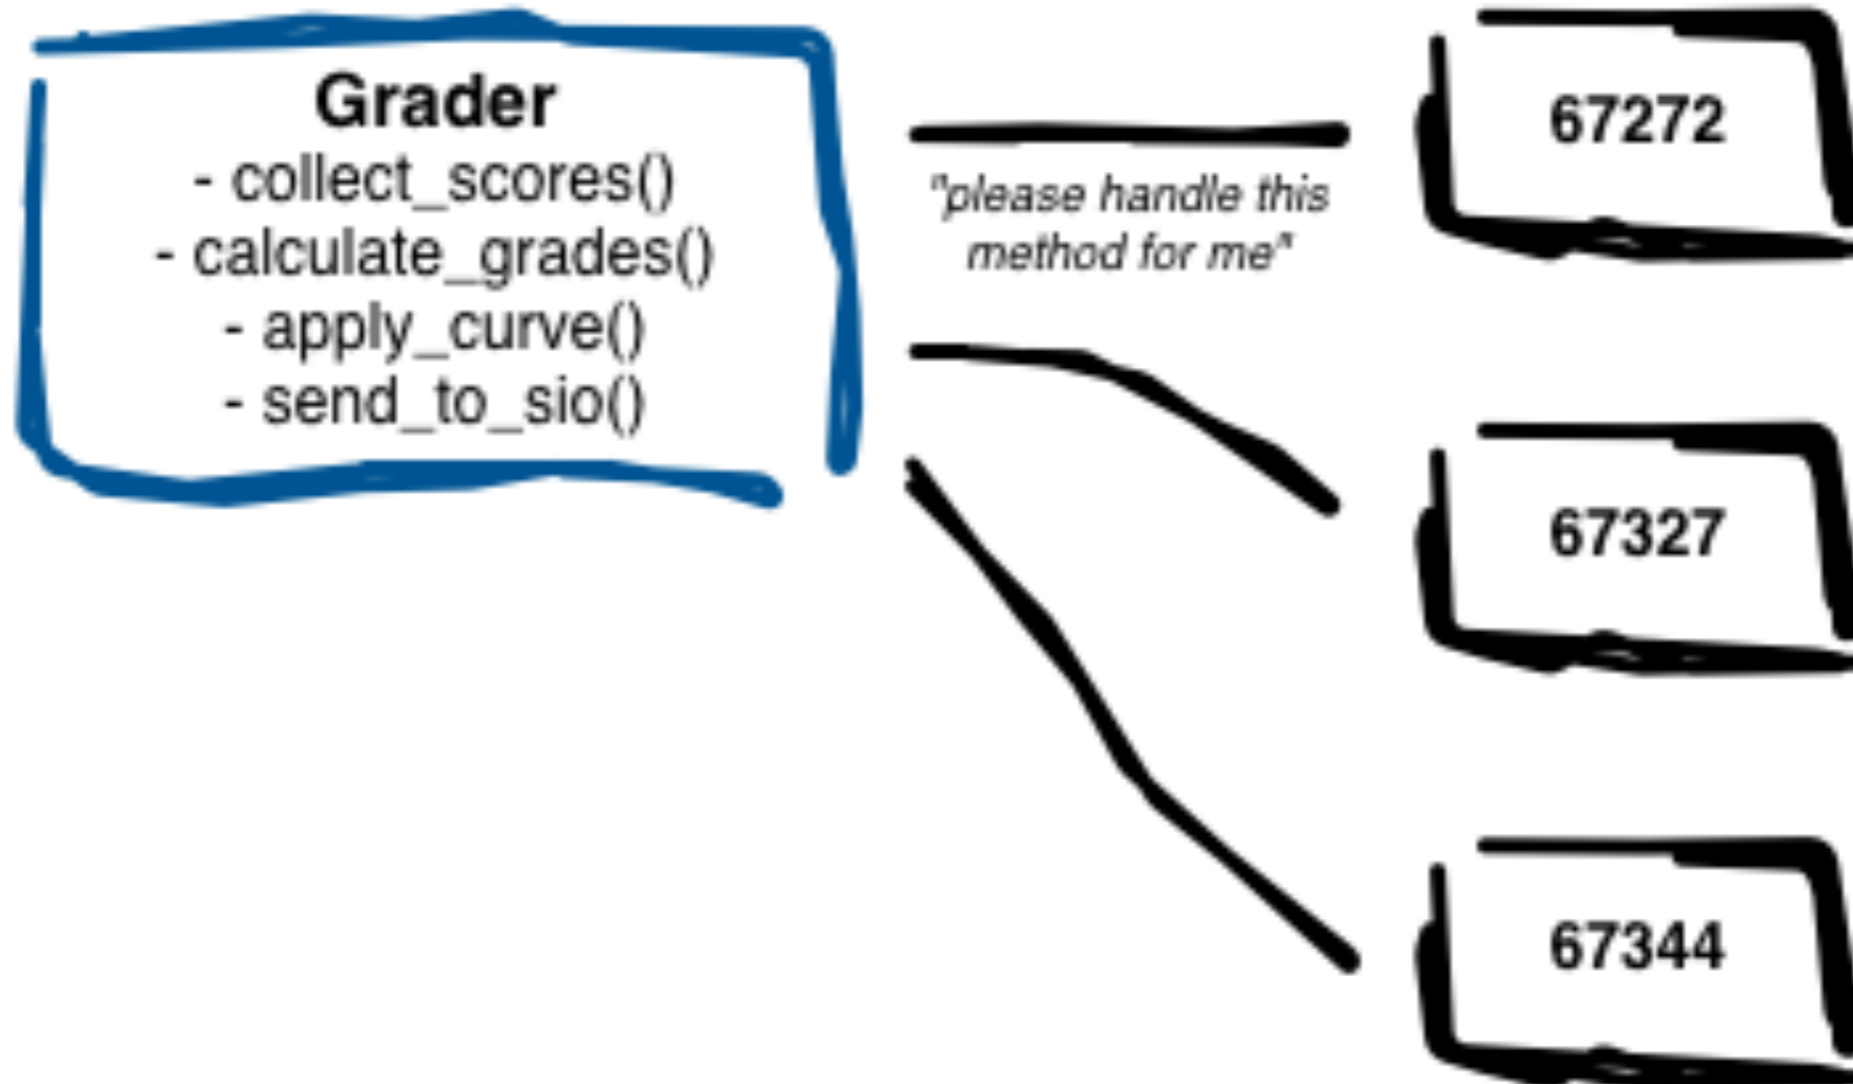 Grader
- collect_scores()
- calculate_grades()
- apply_curve()
- send_to_sio()
"please handle this
method for me"
67272
67327
67344